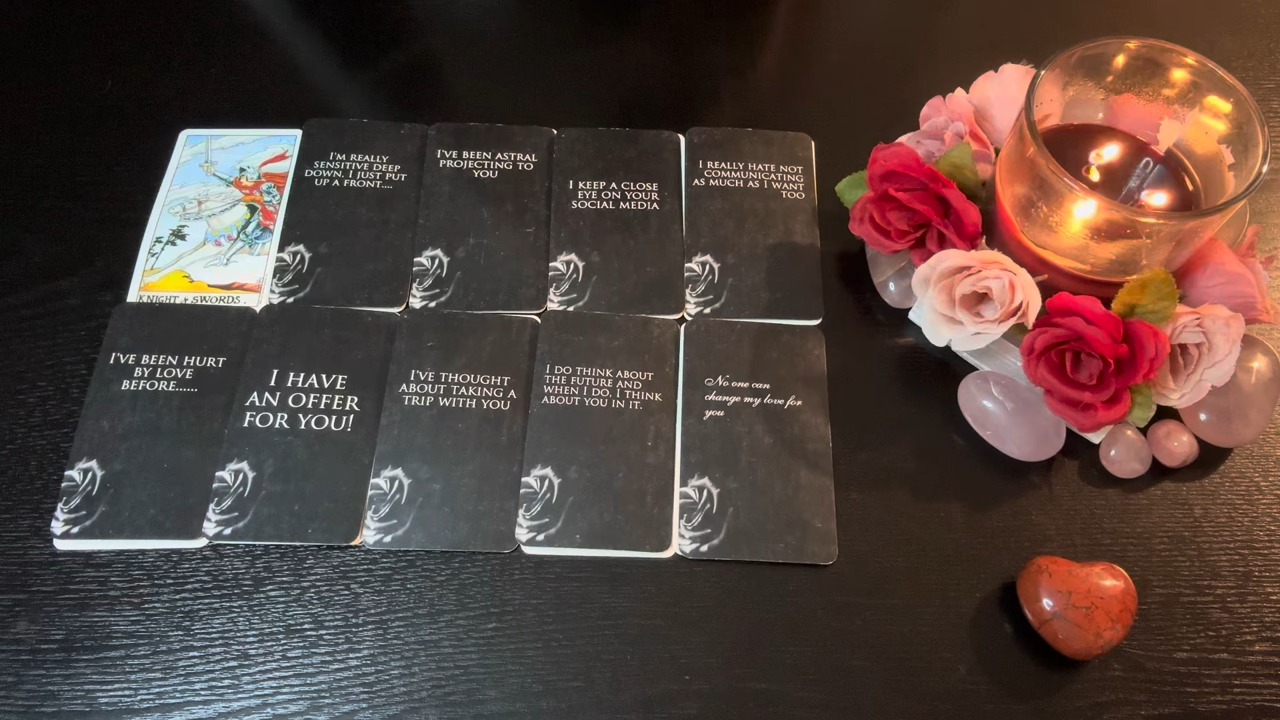 KNIGHT of SWORDS.
I'M REALLY
SENSITIVE DEEP
DOWN. I JUST PUT
UP A FRONT....
I'VE BEEN ASTRAL
PROJECTING TO
YOU
I KEEP A CLOSE
EYE ON YOUR
SOCIAL MEDIA
I REALLY HATE NOT
COMMUNICATING
AS MUCH AS I WANT
TOO
I'VE BEEN HURT
BY LOVE
BEFORE......
I HAVE
AN OFFER
FOR YOU!
I'VE THOUGHT
ABOUT TAKING A
TRIP WITH YOU
I DO THINK ABOUT
THE FUTURE AND
WHEN I DO, I THINK
ABOUT YOU IN IT.
No one can
change my love for
you